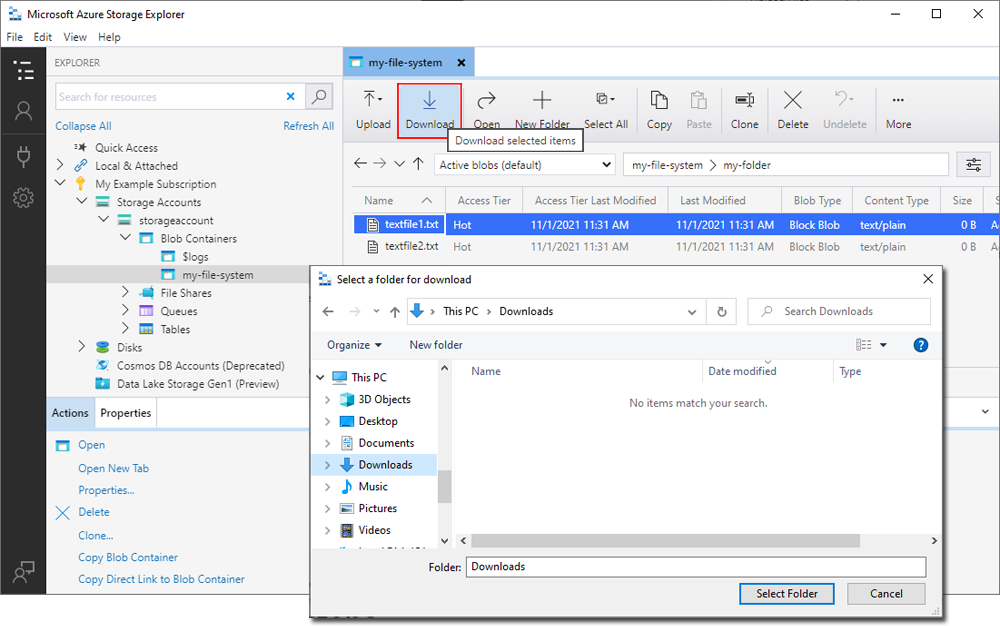 Microsoft Azure Storage Explorer
File Edit View Help
EXPLORER
Search for resources
Collapse All Refresh All
Quick Access
Local & Attached
My Example Subscription
Storage Accounts
storageaccount
Blob Containers
$logs
my-file-system
File Shares
Queues
Tables
Disks
Cosmos DB Accounts (Deprecated)
Data Lake Storage Gen1 (Preview)
Actions Properties
Open
Open New Tab
Properties...
Delete
Clone...
Copy Blob Container
Copy Direct Link to Blob Container
my-file-system
Upload Download Open New Folder Select All Copy Paste Clone Delete Undelete More
Download selected items
Active blobs (default) my-file-system my-folder
Name Access Tier Access Tier Last Modified Last Modified Blob Type Content Type Size S
textfile1.txt Hot 11/1/2021 11:31 AM 11/1/2021 11:31 AM Block Blob text/plain 0 B A
textfile2.txt Hot 11/1/2021 11:31 AM 11/1/2021 11:31 AM Block Blob text/plain 0 B A
Select a folder for download
This PC Downloads
Search Downloads
Organize New folder
?
This PC
3D Objects
Desktop
Documents
Downloads
Music
Pictures
Videos
Name Date modified Type
No items match your search.
Folder: Downloads
Select Folder Cancel